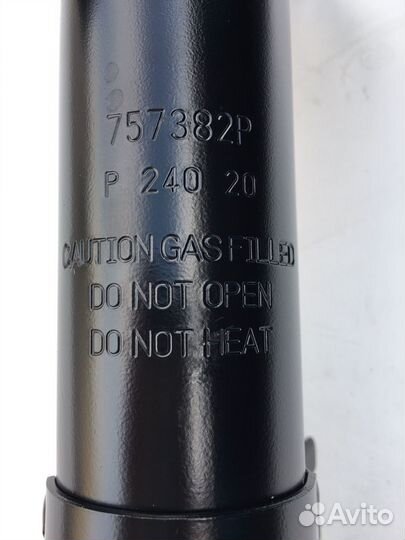 757382P
P 240 20
CAUTION GAS FILLED
DO NOT OPEN
DO NOT HEAT
Avito